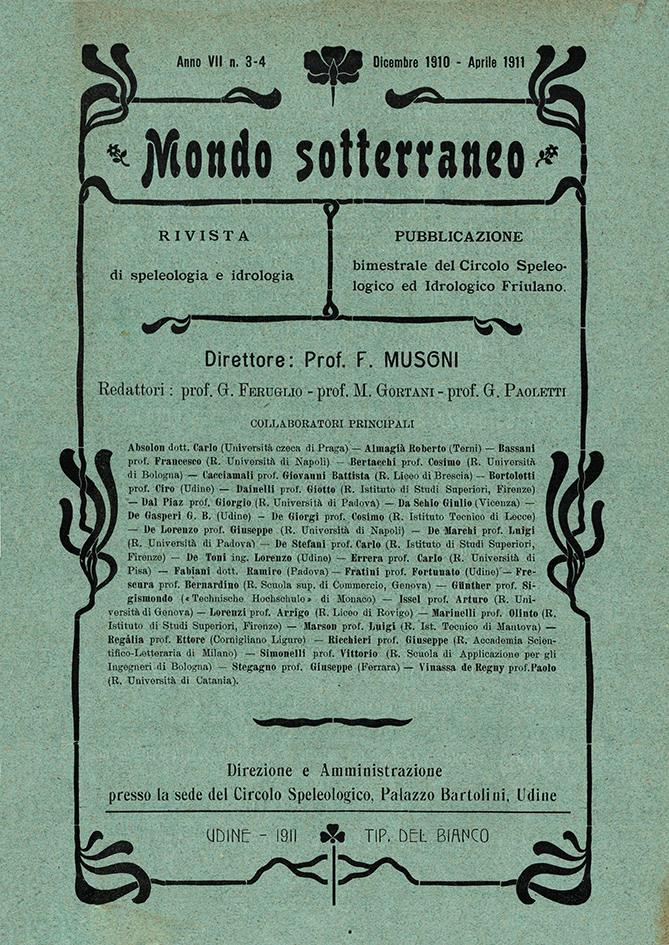 Anno VII n. 3-4
Dicembre 1910 - Aprile 1911
Mondo sotterraneo
RIVISTA
di speleologia e idrologia
PUBBLICAZIONE
bimestrale del Circolo Speleo-
logico ed Idrologico Friulano.
Direttore: Prof. F. MUSONI
Redattori: prof. G. FERUGLIO - prof. M. GORTANI - prof. G. PAOLETTI
COLLABORATORI PRINCIPALI
Absolon dott. Carlo (Università czeca di Praga) — Almagià Roberto (Terni) — Bassani
prof. Francesco (R. Università di Napoli) — Bertacchi prof. Cosimo (R. Università
di Bologna) — Cacciamali prof. Giovanni Battista (R. Liceo di Brescia) — Bortolotti
prof. Ciro (Udine) — Dainelli prof. Giotto (R. Istituto di Studi Superiori, Firenze)
— Dal Piaz prof. Giorgio (R. Università di Padova) — Da Schio Giulio (Vicenza) —
De Gasperi G. B. (Udine) — De Giorgi prof. Cosimo (R. Istituto Tecnico di Lecce)
— De Lorenzo prof. Giuseppe (R. Università di Napoli) — De Marchi prof. Luigi
(R. Università di Padova) — De Stefani prof. Carlo (R. Istituto di Studi Superiori,
Firenze) — De Toni ing. Lorenzo (Udine) — Errera prof. Carlo (R. Università di
Pisa) — Fabiani dott. Ramiro (Padova) — Fratini prof. Fortunato (Udine) — Fre-
scura prof. Bernardino (R. Scuola sup. di Commercio, Genova) — Günther prof. Si-
gismondo («Technische Hochschule» di Monaco) — Issel prof. Arturo (R. Uni-
versità di Genova) — Lorenzi prof. Arrigo (R. Liceo di Rovigo) — Marinelli prof. Olinto (R.
Istituto di Studi Superiori, Firenze) — Marson prof. Luigi (R. Ist. Tecnico di Mantova) —
Regàlia prof. Ettore (Cornigliano Ligure) — Ricchieri prof. Giuseppe (R. Accademia Scien-
tifico-Letteraria di Milano) — Simonelli prof. Vittorio (R. Scuola di Applicazione per gli
Ingegneri di Bologna) — Stegagno prof. Giuseppe (Ferrara) — Vinassa de Regny prof. Paolo
(R. Università di Catania).
Direzione e Amministrazione
presso la sede del Circolo Speleologico, Palazzo Bartolini, Udine
UDINE - 1911 TIP. DEL BIANCO